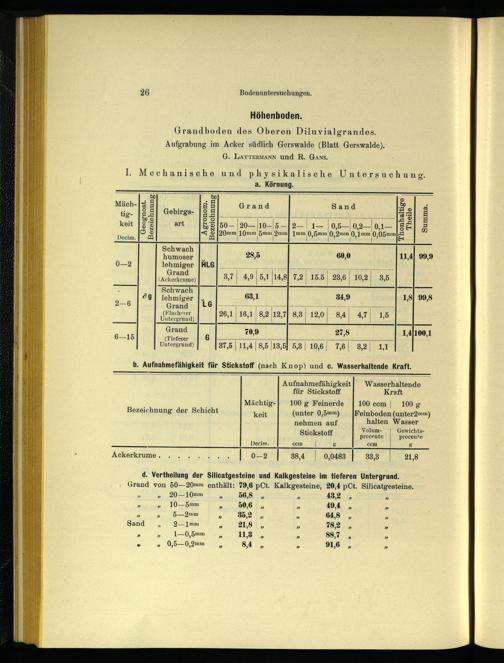 26 Bodenuntersuchungen.
Höhenboden.
Grandboden des Oberen Diluvialgrandes.
Aufgrabung im Acker südlich Gerswalde (Blatt Gerswalde).
G. Lattermann und R. Gans.
I. Mechanische und physikalische Untersuchung.
a. Körnung.
Mächtigkeit Decim. | Geognost. Bezeichnung | Gebirgsart | Agronom. Bezeichnung | Grand | Sand | Thonhaltige Theile | Summa.
50—20mm | 20—10mm | 10—5mm | 5—2mm | 2—1mm | 1—0,5mm | 0,5—0,2mm | 0,2—0,1mm | 0,1—0,05mm
0—2 | Schwach humoser lehmiger Grand (Ackerkrume) | HLG | 28,5 | 60,0 | 11,4 | 99,9
3,7 | 4,9 | 5,1 | 14,8 | 7,2 | 15.5 | 23,6 | 10,2 | 3,5
2—6 | ∂g | Schwach lehmiger Grand (Flacherer Untergrund) | LG | 63,1 | 34,9 | 1,8 | 99,8
26,1 | 16,1 | 8,2 | 12,7 | 8,3 | 12,0 | 8,4 | 4,7 | 1,5
6—15 | Grand (Tieferer Untergrund) | G | 70,9 | 27,8 | 1,4 | 100,1
37,5 | 11,4 | 8,5 | 13,5 | 5,3 | 10,6 | 7,6 | 3,2 | 1,1
b. Aufnahmefähigkeit für Stickstoff (nach Knop) und c. Wasserhaltende Kraft.
Bezeichnung der Schicht | Mächtigkeit Decim. | Aufnahmefähigkeit für Stickstoff | Wasserhaltende Kraft
100 g Feinerde (unter 0,5mm) nehmen auf Stickstoff ccm | g
100 ccm | 100 g Feinboden (unter 2mm) halten Wasser
Volumprocente ccm | Gewichtsprocente g
Ackerkrume . . . . . . . . | 0—2 | 38,4 | 0,0483 | 33,3 | 21,8
d. Vertheilung der Silicatgesteine und Kalkgesteine im tieferen Untergrund.
Grand von 50—20mm enthält: 79,6 pCt. Kalkgesteine, 20,4 pCt. Silicatgesteine.
„ „ 20—10mm „ 56,8 „ „ 43,2 „ „
„ „ 10—5mm „ 50,6 „ „ 49,4 „ „
„ „ 5—2mm „ 35,2 „ „ 64,8 „ „
Sand „ 2—1mm „ 21,8 „ „ 78,2 „ „
„ „ 1—0,5mm „ 11,3 „ „ 88,7 „ „
„ „ 0,5—0,2mm „ 8,4 „ „ 91,6 „ „